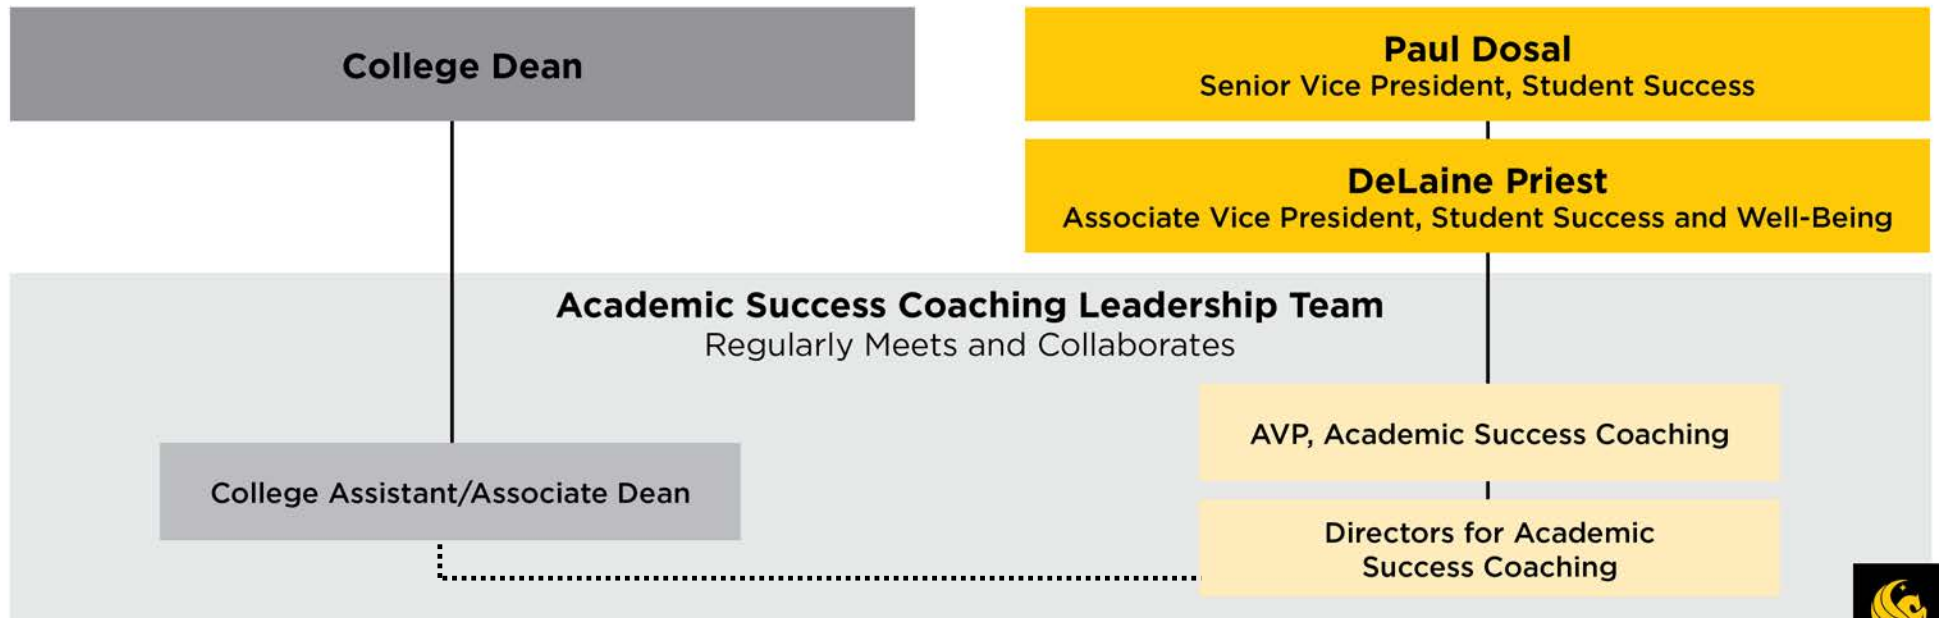 College Dean
Paul Dosal
Senior Vice President, Student Success
DeLaine Priest
Associate Vice President, Student Success and Well-Being
Academic Success Coaching Leadership Team
Regularly Meets and Collaborates
AVP, Academic Success Coaching
College Assistant/Associate Dean
Directors for Academic
Success Coaching